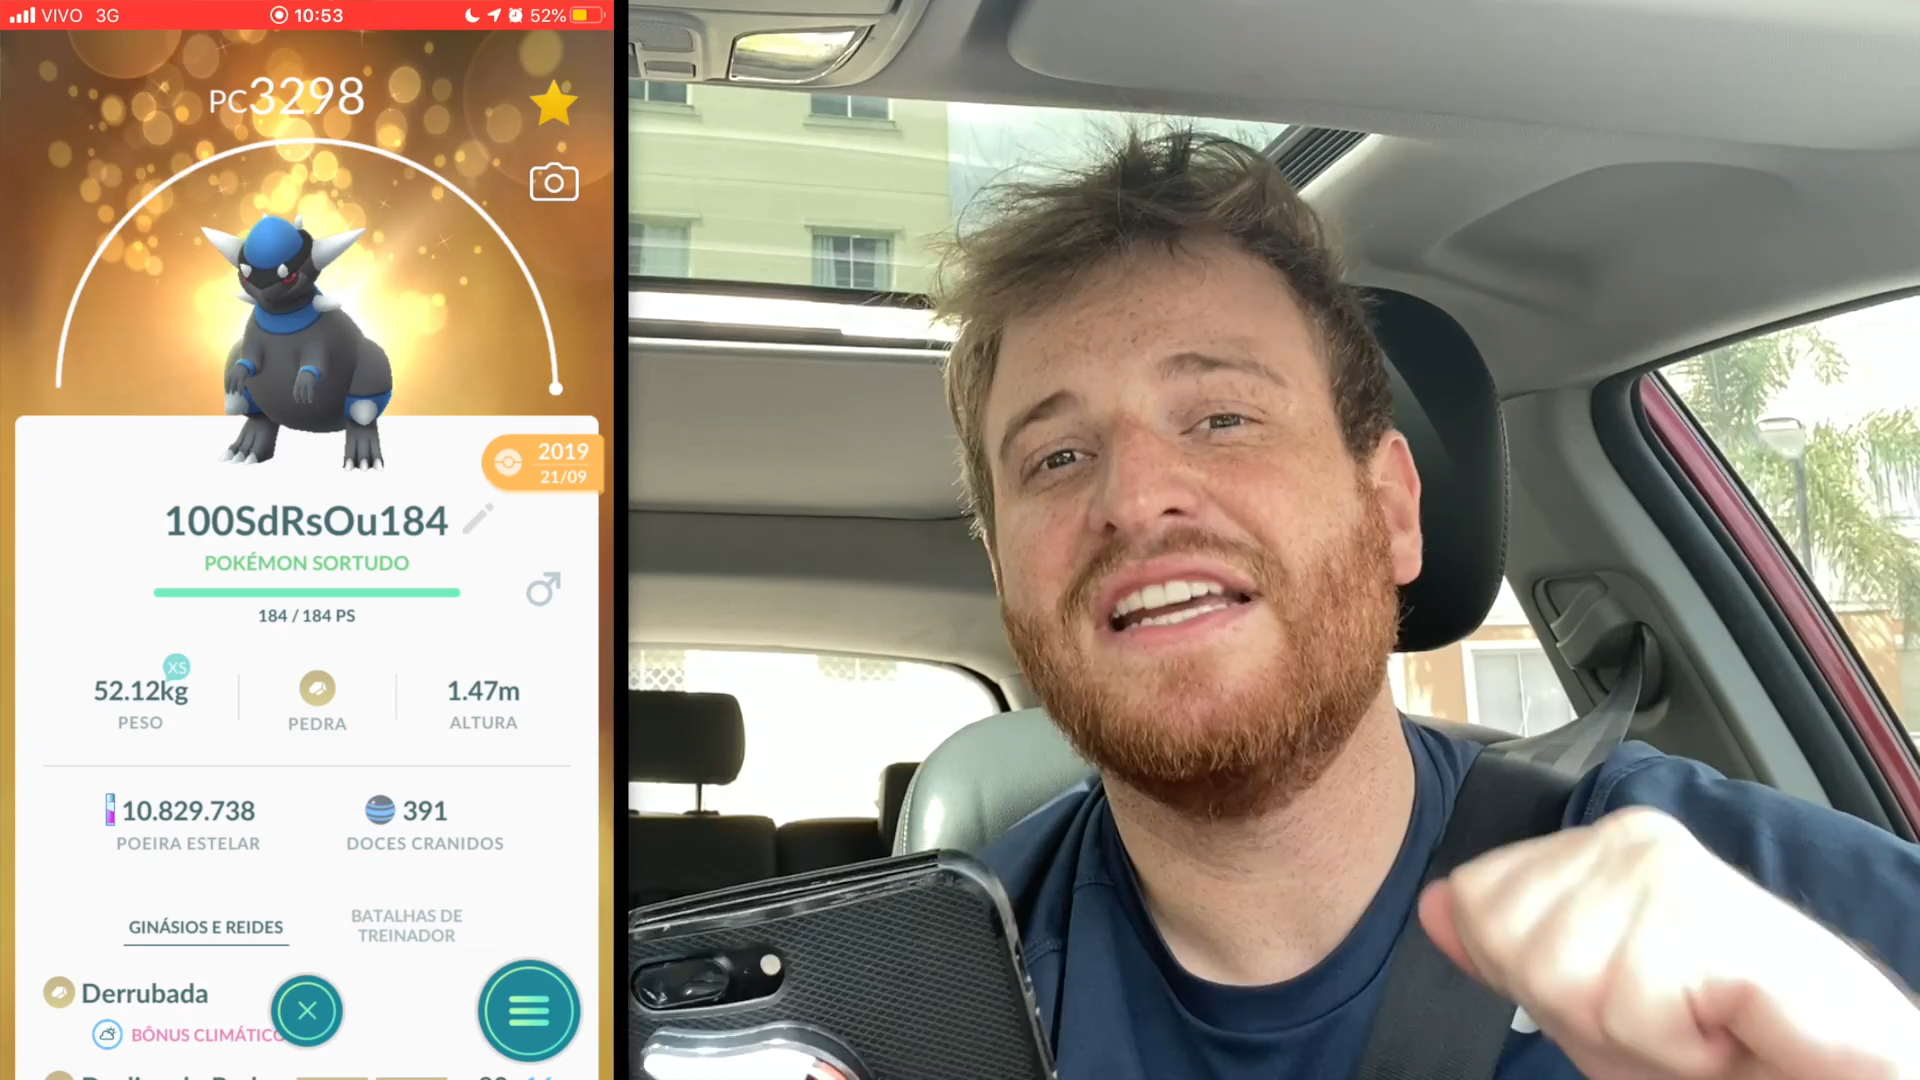 VIVO 3G 10:53 52%
PC3298
2019
21/09
100SdRsOu184
POKÉMON SORTUDO
184 / 184 PS
XS
52.12kg
PESO
PEDRA
1.47m
ALTURA
10.829.738
POEIRA ESTELAR
391
DOCES CRANIDOS
GINÁSIOS E REIDES
BATALHAS DE
TREINADOR
Derrubada
BÔNUS CLIMÁTICO